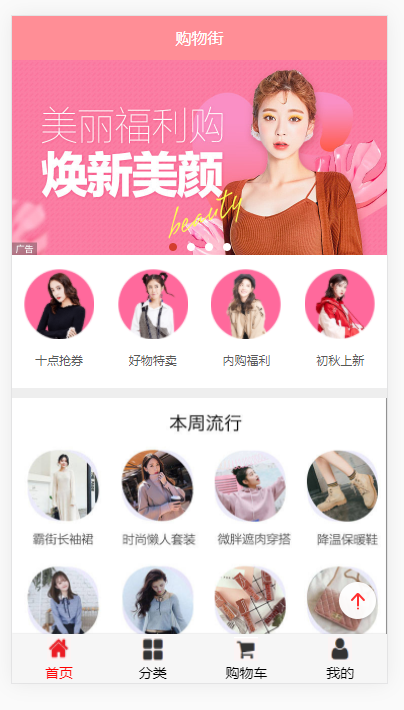 购物街
美丽福利购
焕新美颜
beauty
广告
十点抢券 好物特卖 内购福利 初秋上新
本周流行
霸街长袖裙 时尚懒人套装 微胖遮肉穿搭 降温保暖鞋
首页 分类 购物车 我的